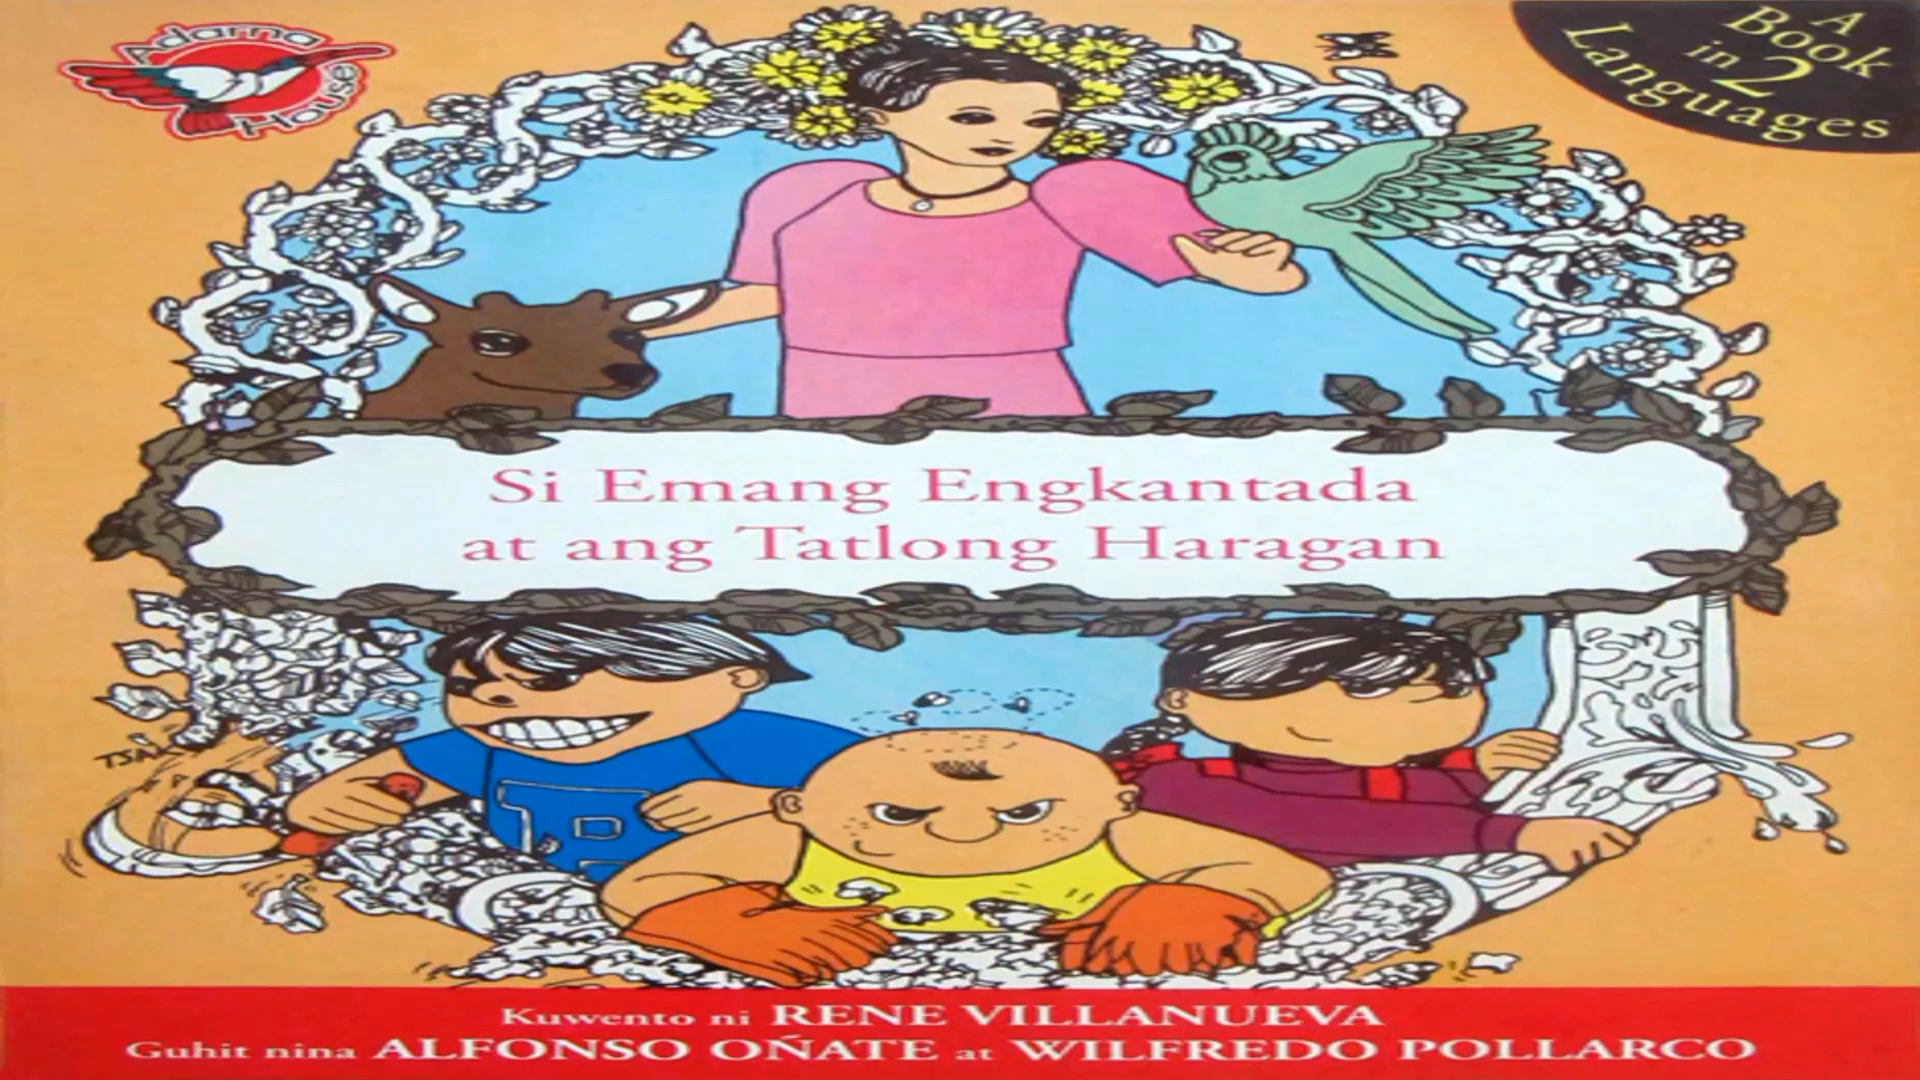 Adarna
House
A
Book
in 2
Languages
Si Emang Engkantada
at ang Tatlong Haragan
TSAK
Kuwento ni RENE VILLANUEVA
Guhit nina ALFONSO OÑATE at WILFREDO POLLARCO